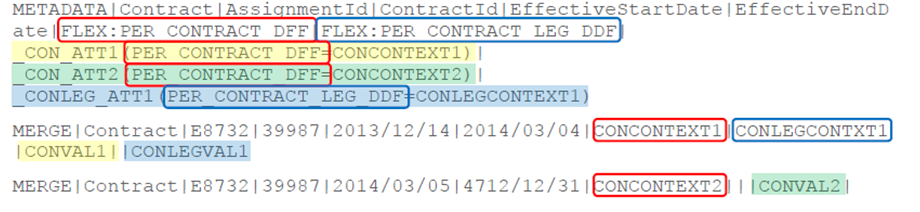 METADATA|Contract|AssignmentId|ContractId|EffectiveStartDate|EffectiveEndD
ate|FLEX:PER_CONTRACT_DFF|FLEX:PER_CONTRACT_LEG_DDF|
_CON_ATT1(PER_CONTRACT_DFF=CONCONTEXT1)|
_CON_ATT2(PER_CONTRACT_DFF=CONCONTEXT2)|
_CONLEG_ATT1(PER_CONTRACT_LEG_DDF=CONLEGCONTEXT1)
MERGE|Contract|E8732|39987|2013/12/14|2014/03/04|CONCONTEXT1|CONLEGCONTXT1
|CONVAL1||CONLEGVAL1
MERGE|Contract|E8732|39987|2014/03/05|4712/12/31|CONCONTEXT2|||CONVAL2|